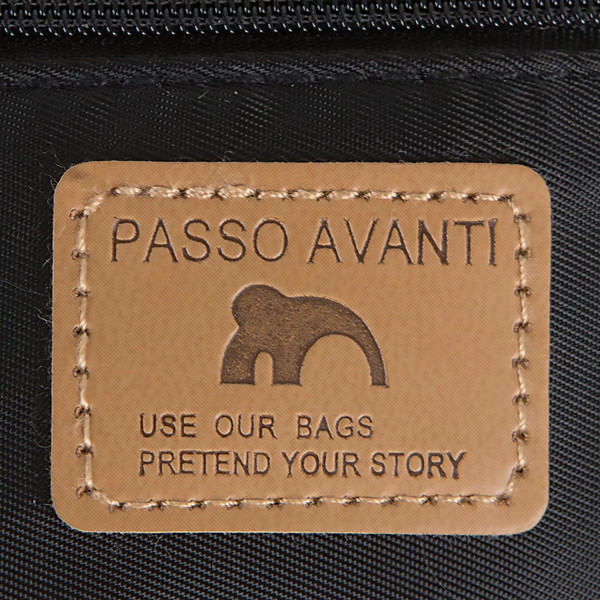 PASSO AVANTI
USE OUR BAGS
PRETEND YOUR STORY